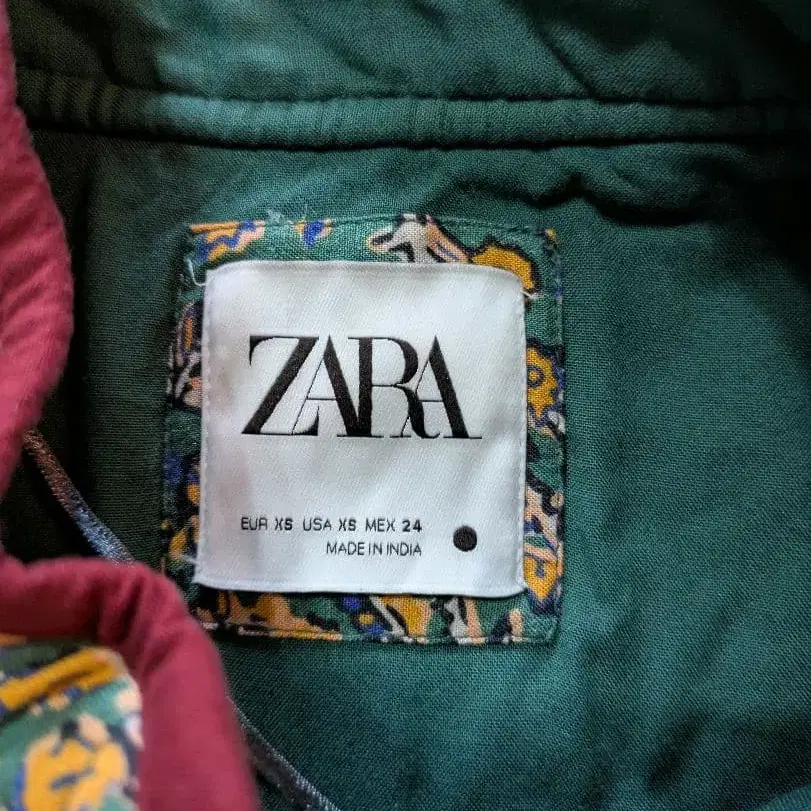 ZARA
EUR XS USA XS MEX 24
MADE IN INDIA